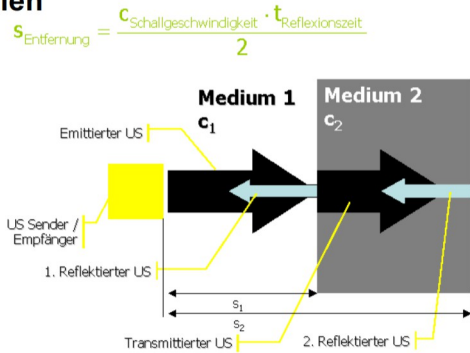 nen
s_Entfernung = c_Schallgeschwindigkeit · t_Reflexionszeit / 2
Medium 1
c₁
Medium 2
c₂
Emittierter US
US Sender /
Empfänger
1. Reflektierter US
s₁
s₂
Transmittierter US
2. Reflektierter US